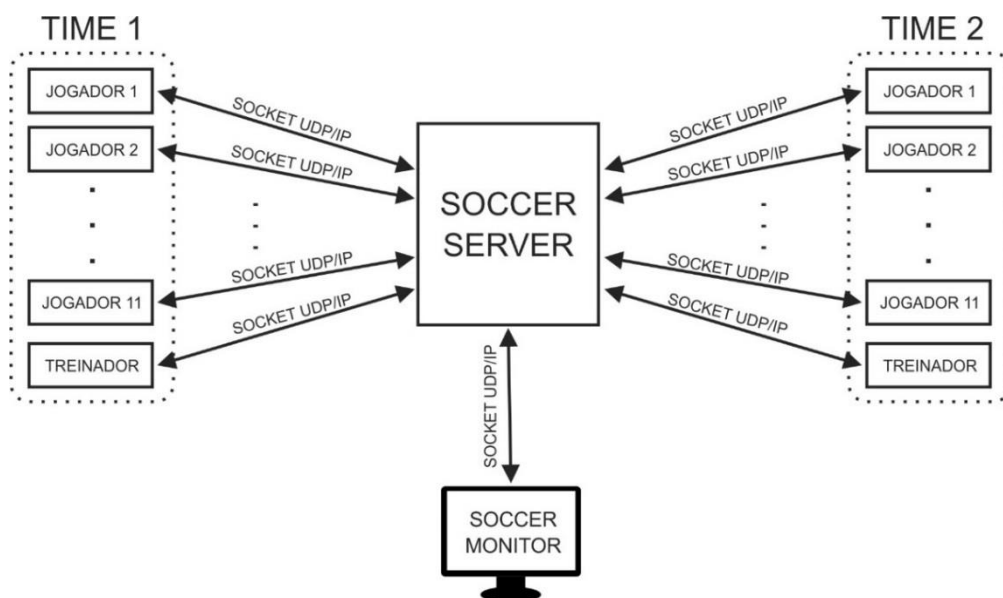 TIME 1
JOGADOR 1
JOGADOR 2
JOGADOR 11
TREINADOR
SOCKET UDP/IP
SOCKET UDP/IP
SOCKET UDP/IP
SOCKET UDP/IP
SOCCER
SERVER
SOCKET UDP/IP
SOCCER
MONITOR
SOCKET UDP/IP
SOCKET UDP/IP
SOCKET UDP/IP
SOCKET UDP/IP
TIME 2
JOGADOR 1
JOGADOR 2
JOGADOR 11
TREINADOR